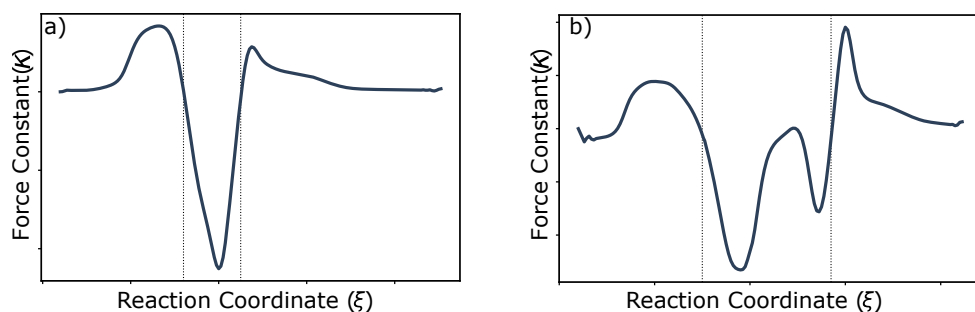 a)
Force Constant(κ)
Reaction Coordinate (ξ)
b)
Force Constant(κ)
Reaction Coordinate (ξ)